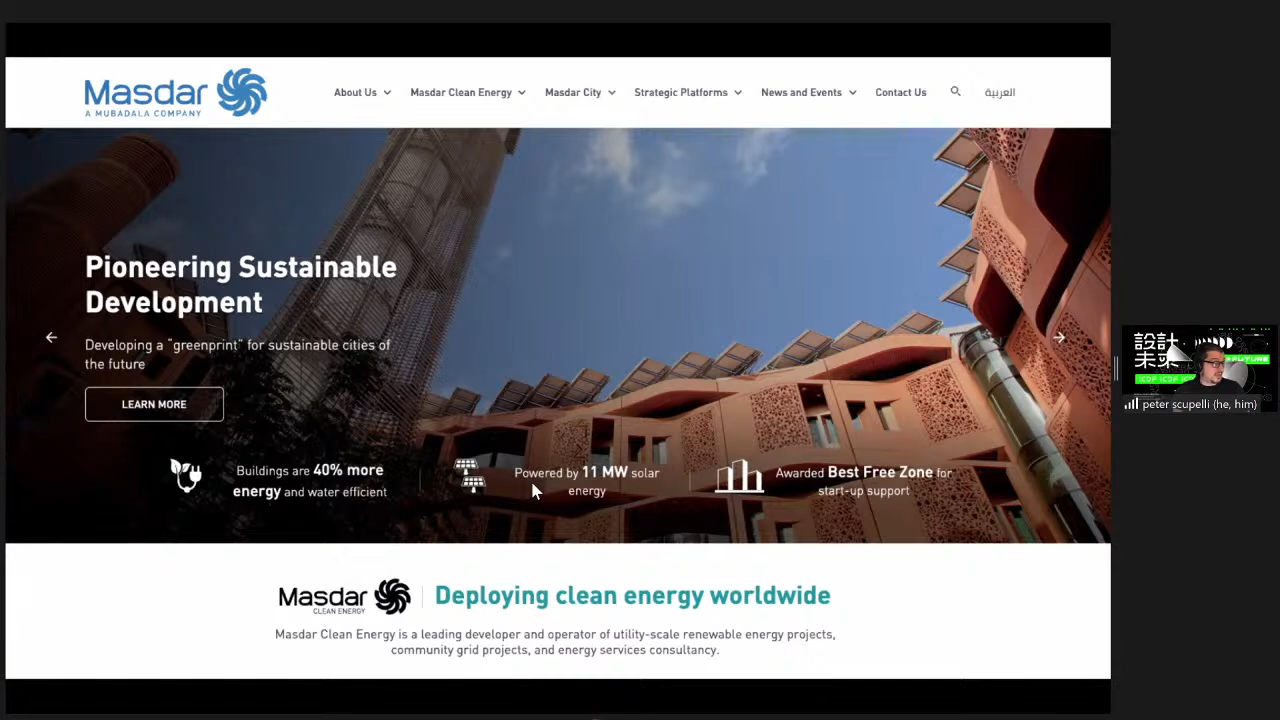 Masdar
A MUBADALA COMPANY
About Us
Masdar Clean Energy
Masdar City
Strategic Platforms
News and Events
Contact Us
العربية
Pioneering Sustainable
Development
Developing a "greenprint" for sustainable cities of
the future
LEARN MORE
Buildings are 40% more
energy and water efficient
Powered by 11 MW solar
energy
Awarded Best Free Zone for
start-up support
Masdar
CLEAN ENERGY
Deploying clean energy worldwide
Masdar Clean Energy is a leading developer and operator of utility-scale renewable energy projects,
community grid projects, and energy services consultancy.
設計
未來
FUTURE
peter scupelli (he, him)